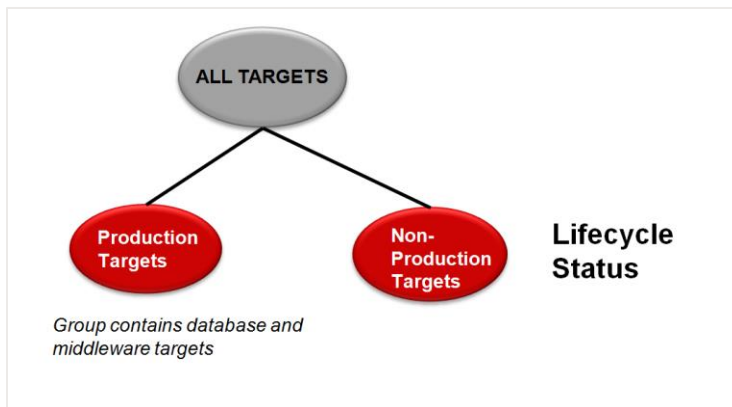 ALL TARGETS
Production
Targets
Non-
Production
Targets
Lifecycle
Status
Group contains database and
middleware targets